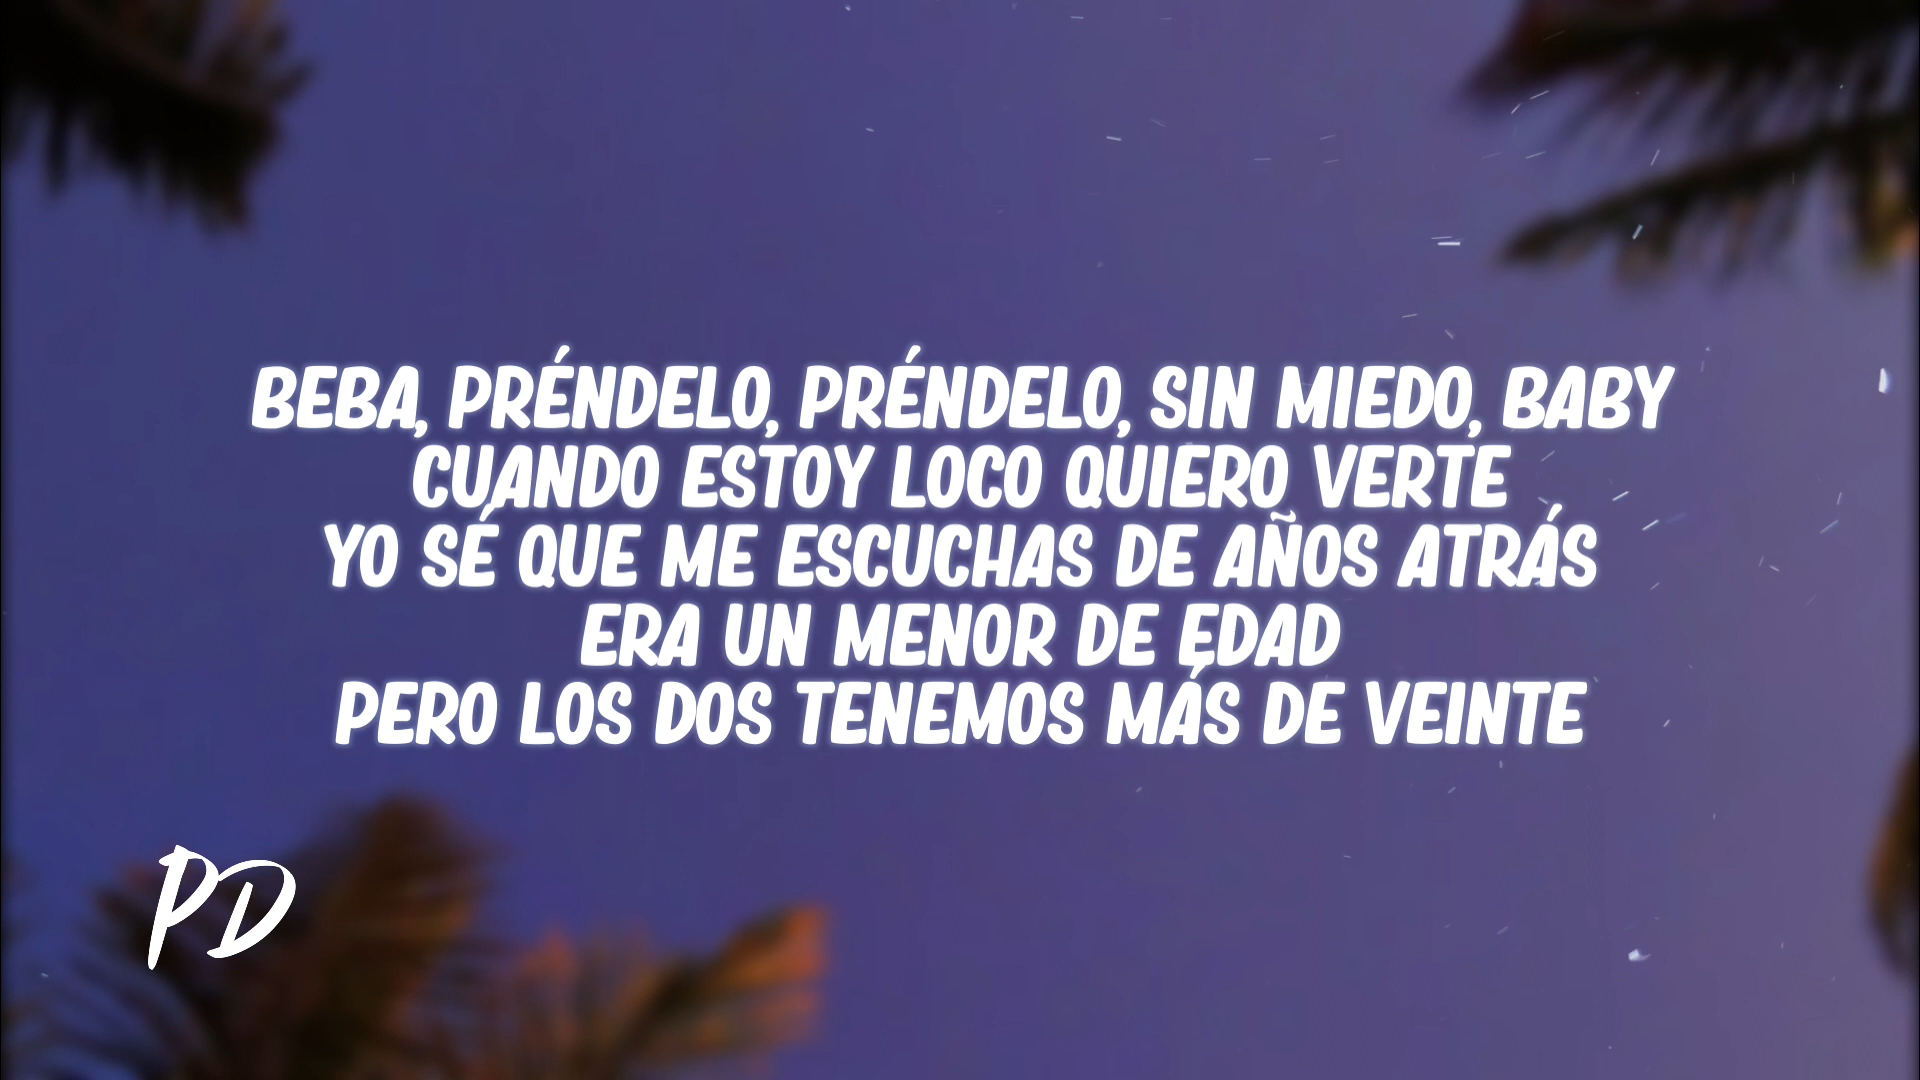 BEBA, PRÉNDELO, PRÉNDELO, SIN MIEDO, BABY
CUANDO ESTOY LOCO QUIERO VERTE
YO SÉ QUE ME ESCUCHAS DE AÑOS ATRÁS
ERA UN MENOR DE EDAD
PERO LOS DOS TENEMOS MÁS DE VEINTE
PD